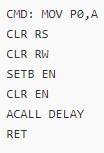 CMD: MOV P0,A
CLR RS
CLR RW
SETB EN
CLR EN
ACALL DELAY
RET